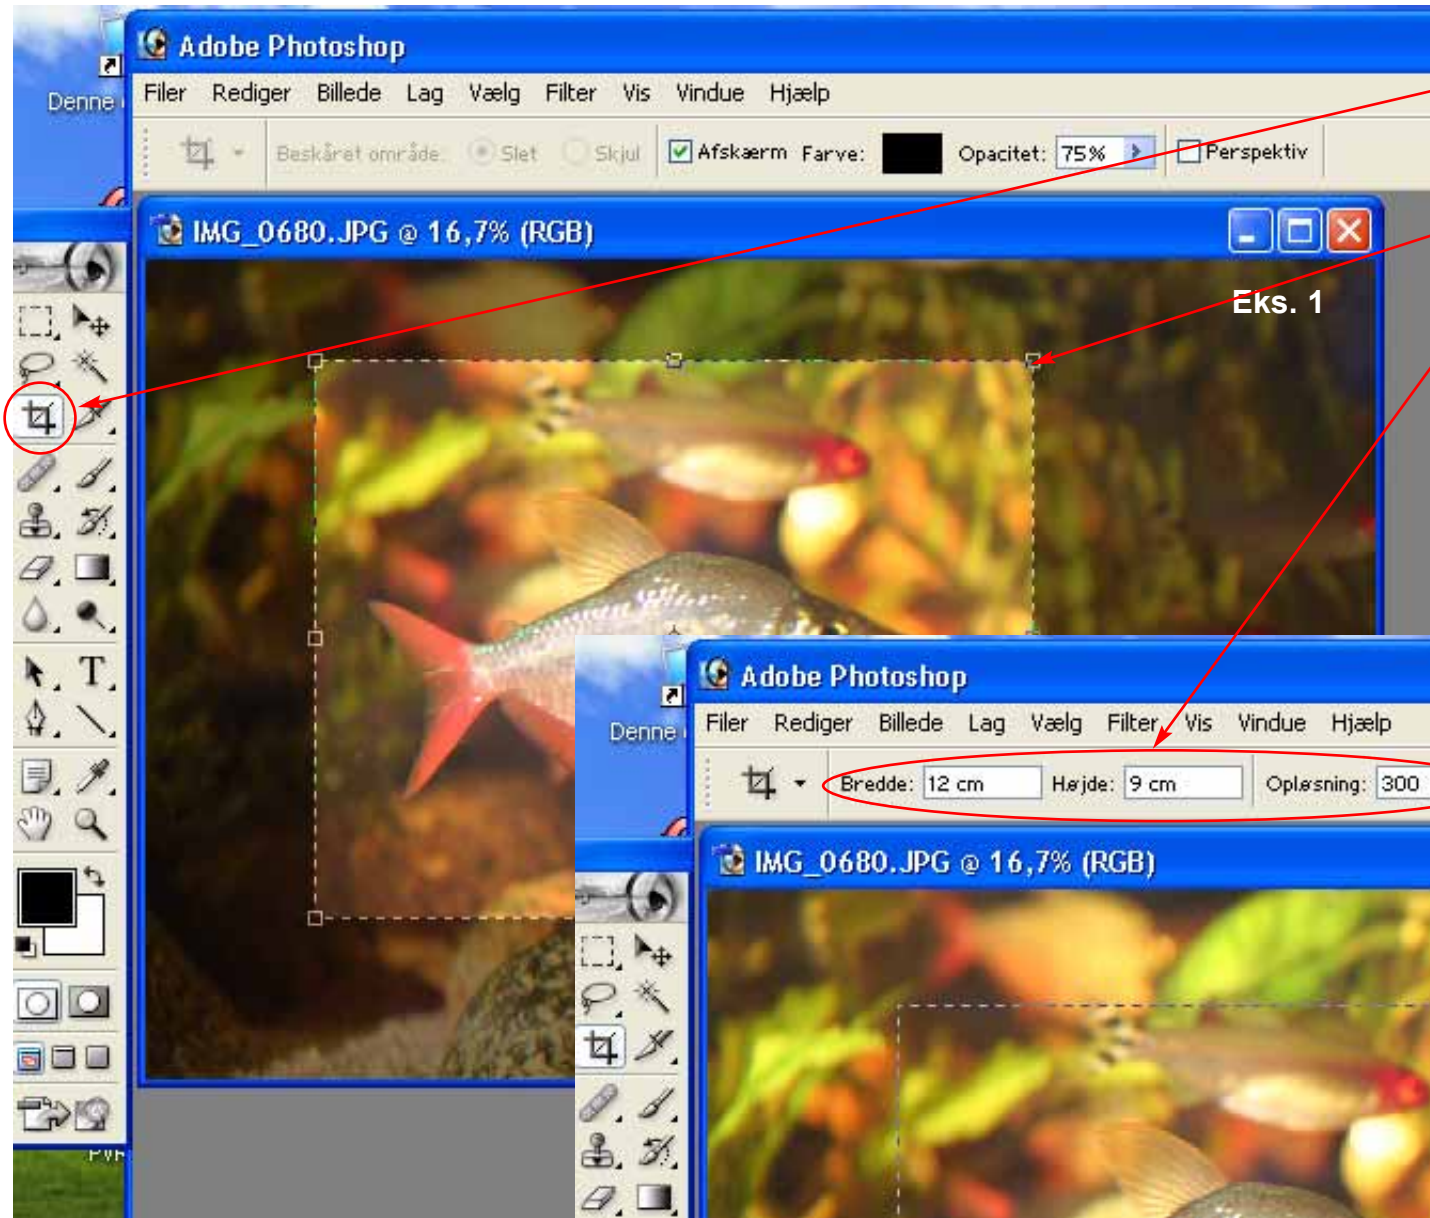 Adobe Photoshop
Denne
Filer Rediger Billede Lag Vælg Filter Vis Vindue Hjælp
Beskåret område: Slet Skjul Afskærm Farve: Opacitet: 75% Perspektiv
IMG_0680.JPG @ 16,7% (RGB)
Eks. 1
T
Adobe Photoshop
Denne
Filer Rediger Billede Lag Vælg Filter Vis Vindue Hjælp
Bredde: 12 cm Højde: 9 cm Opløsning: 300
IMG_0680.JPG @ 16,7% (RGB)